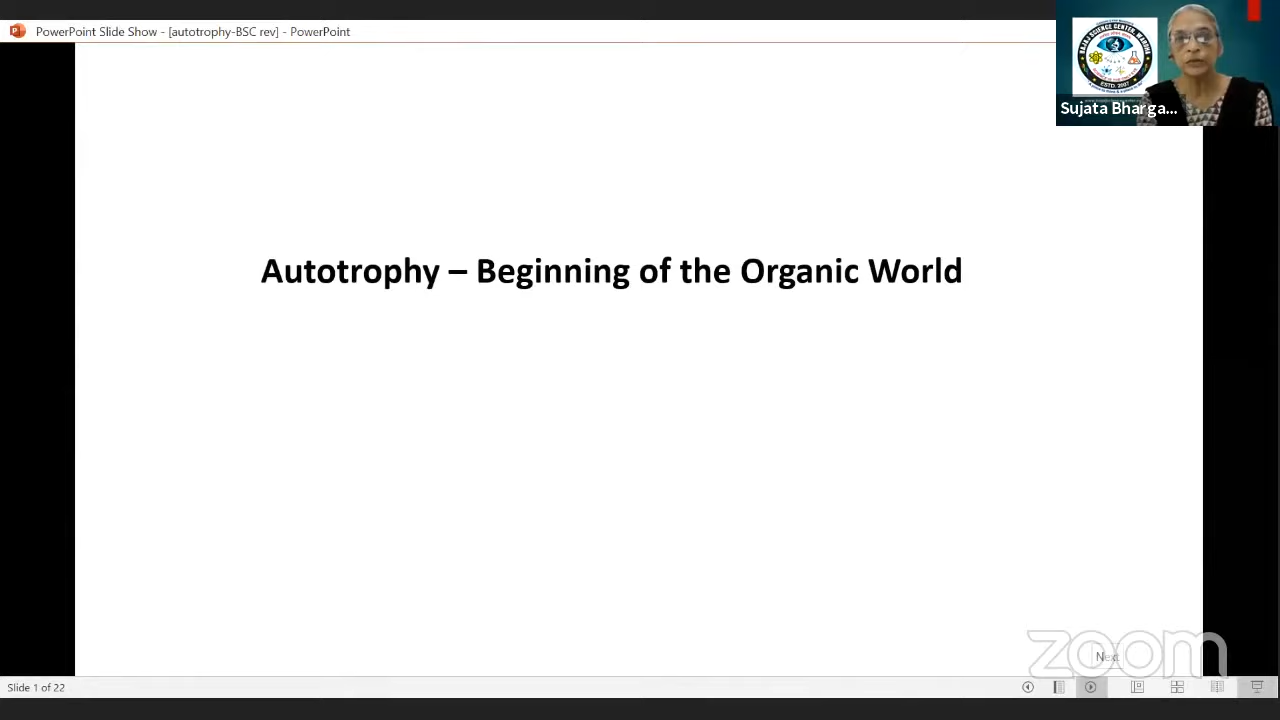 PowerPoint Slide Show - [autotrophy-BSC rev] - PowerPoint
Sujata Bharga...
Autotrophy – Beginning of the Organic World
zoom
Next
Slide 1 of 22